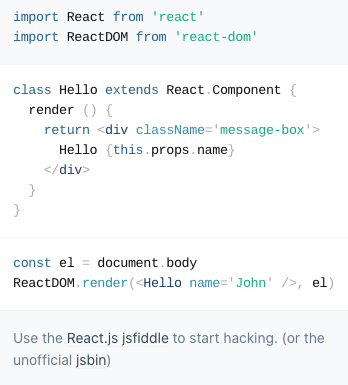 import React from 'react'
import ReactDOM from 'react-dom'
class Hello extends React.Component {
render () {
return <div className='message-box'>
Hello {this.props.name}
</div>
}
}
const el = document.body
ReactDOM.render(<Hello name='John' />, el)
Use the React.js jsfiddle to start hacking. (or the
unofficial jsbin)